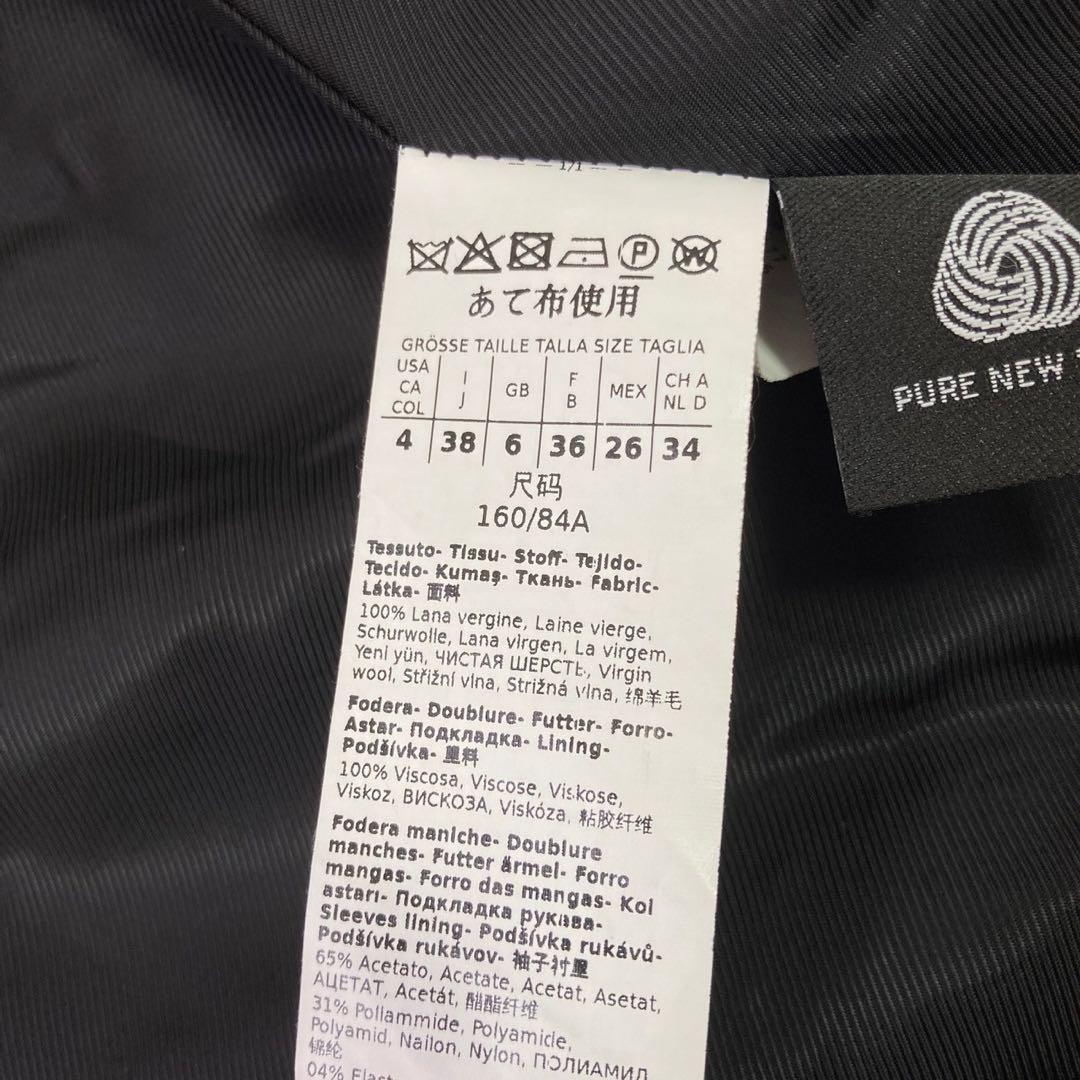 1/1
P W
あて布使用
GRÖSSE TAILLE TALLA SIZE TAGLIA
USA CA COL | I J | GB | F B | MEX | CH A NL D
4 | 38 | 6 | 36 | 26 | 34
尺码
160/84A
Tessuto- Tissu- Stoff- Tejido-
Tecido- Kumaş- Ткань- Fabric-
Látka- 面料
100% Lana vergine, Laine vierge,
Schurwolle, Lana virgen, La virgem,
Yeni yün, ЧИСТАЯ ШЕРСТЬ, Virgin
wool, Střižní vlna, Strižná vlna, 绵羊毛
Fodera- Doublure- Futter- Forro-
Astar- Подкладка- Lining-
Podšívka- 里料
100% Viscosa, Viscose, Viskose,
Viskoz, ВИСКОЗА, Viskóza, 粘胶纤维
Fodera maniche- Doublure
manches- Futter ärmel- Forro
mangas- Forro das mangas- Kol
astari- Подкладка рукава-
Sleeves lining- Podšívka rukávů-
Podšívka rukávov- 袖子衬里
65% Acetato, Acetate, Acetat, Asetat,
АЦЕТАТ, Acetát, 醋酯纤维
31% Poliammide, Polyamide,
Polyamid, Nailon, Nylon, ПОЛИАМИД
锦纶
04%
PURE NEW